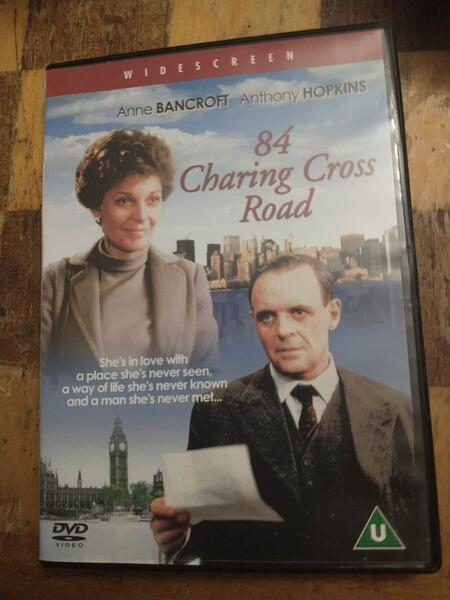 WIDESCREEN
Anne BANCROFT Anthony HOPKINS
84
Charing Cross
Road
She's in love with
a place she's never seen,
a way of life she's never known
and a man she's never met...
DVD
VIDEO
U